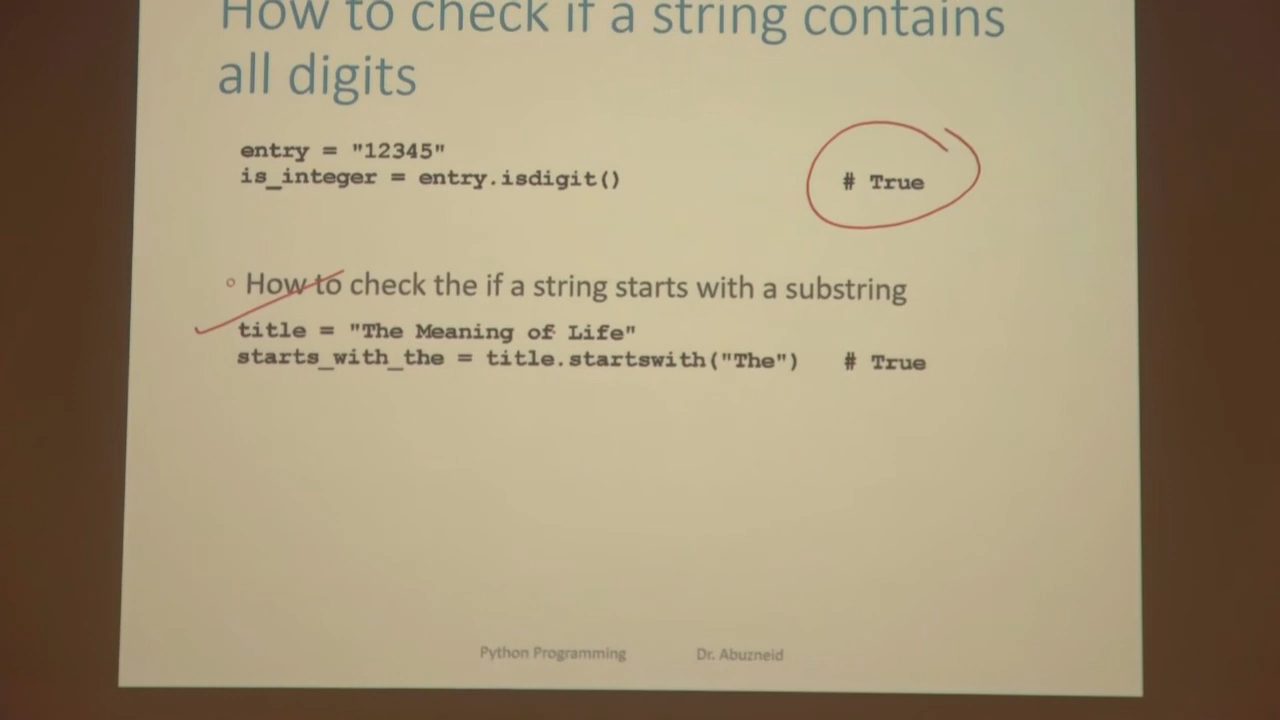 How to check if a string contains
all digits
entry = "12345"
is_integer = entry.isdigit() # True
◦ How to check the if a string starts with a substring
title = "The Meaning of Life"
starts_with_the = title.startswith("The") # True
Python Programming Dr. Abuzneid